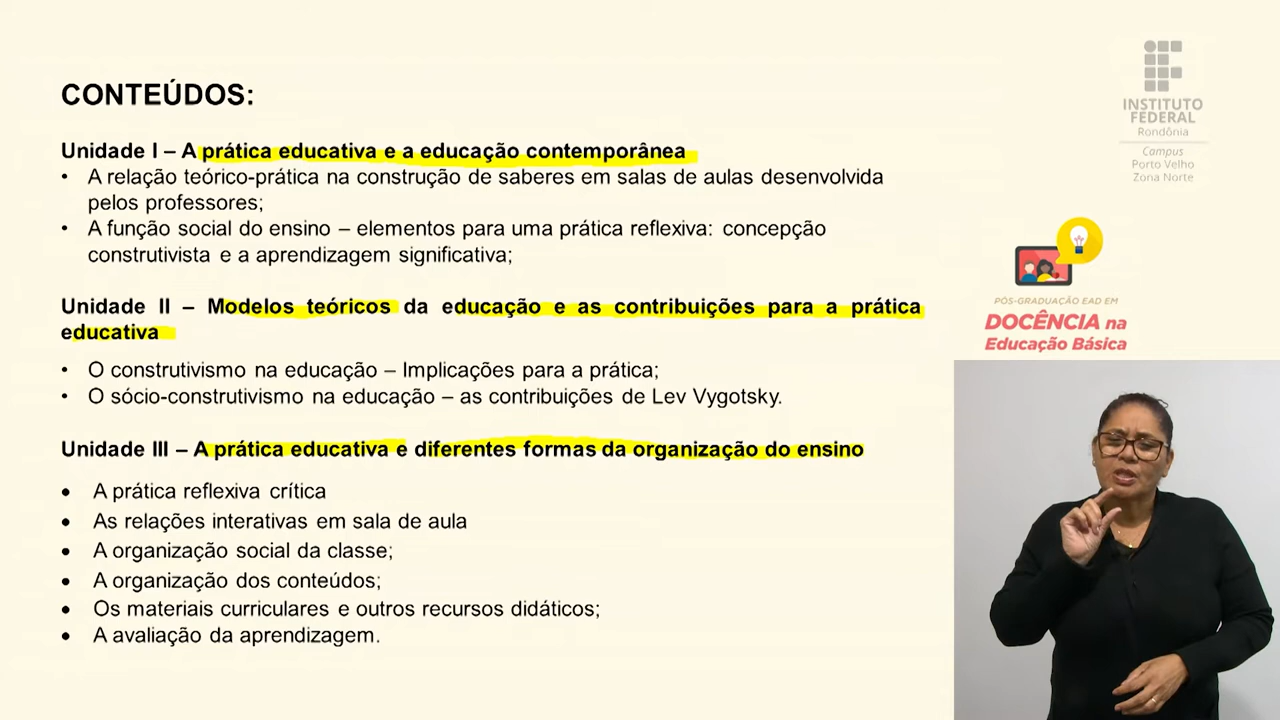 CONTEÚDOS:
Unidade I – A prática educativa e a educação contemporânea
• A relação teórico-prática na construção de saberes em salas de aulas desenvolvida
pelos professores;
• A função social do ensino – elementos para uma prática reflexiva: concepção
construtivista e a aprendizagem significativa;
Unidade II – Modelos teóricos da educação e as contribuições para a prática
educativa
• O construtivismo na educação – Implicações para a prática;
• O sócio-construtivismo na educação – as contribuições de Lev Vygotsky.
Unidade III – A prática educativa e diferentes formas da organização do ensino
• A prática reflexiva crítica
• As relações interativas em sala de aula
• A organização social da classe;
• A organização dos conteúdos;
• Os materiais curriculares e outros recursos didáticos;
• A avaliação da aprendizagem.
INSTITUTO
FEDERAL
Rondônia
Campus
Porto Velho
Zona Norte
PÓS-GRADUAÇÃO EAD EM
DOCÊNCIA na
Educação Básica